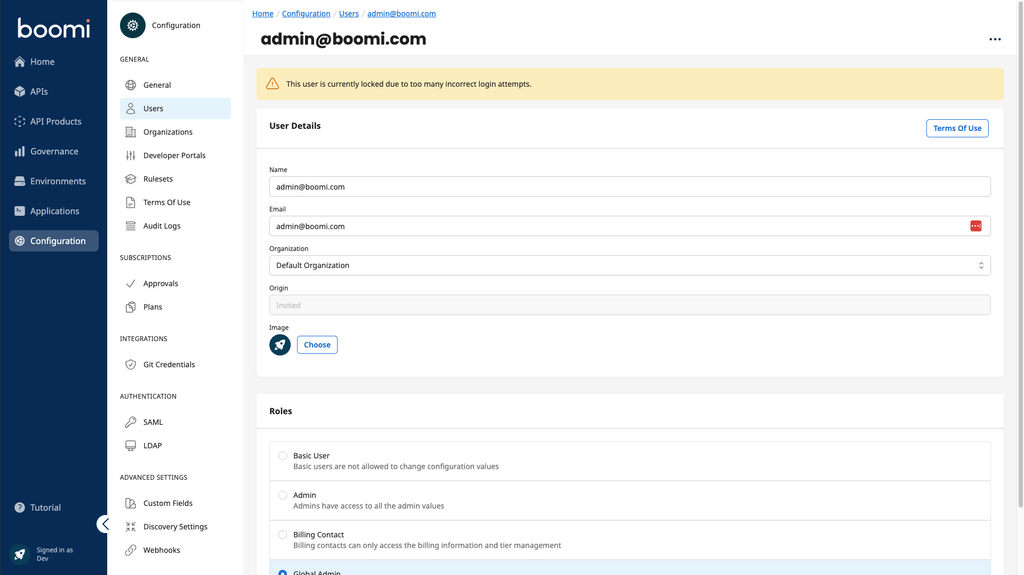 boomi
Home
APIs
API Products
Governance
Environments
Applications
Configuration
Tutorial
Signed in as
Dev
Configuration
GENERAL
General
Users
Organizations
Developer Portals
Rulesets
Terms Of Use
Audit Logs
SUBSCRIPTIONS
Approvals
Plans
INTEGRATIONS
Git Credentials
AUTHENTICATION
SAML
LDAP
ADVANCED SETTINGS
Custom Fields
Discovery Settings
Webhooks
Home / Configuration / Users / admin@boomi.com
admin@boomi.com
This user is currently locked due to too many incorrect login attempts.
User Details
Terms Of Use
Name
admin@boomi.com
Email
admin@boomi.com
Organization
Default Organization
Origin
Invited
Image
Choose
Roles
Basic User
Basic users are not allowed to change configuration values
Admin
Admins have access to all the admin values
Billing Contact
Billing contacts can only access the billing information and tier management
Global Admin